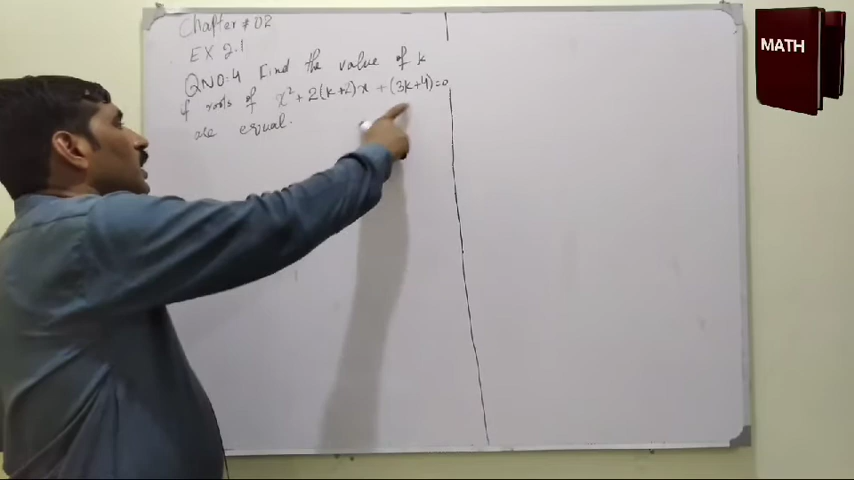 Chapter # 02
EX 2.1
QNO:4 Find the value of k
if roots of x² + 2(k+2)x + (3k+4)=0
are equal.
MATH